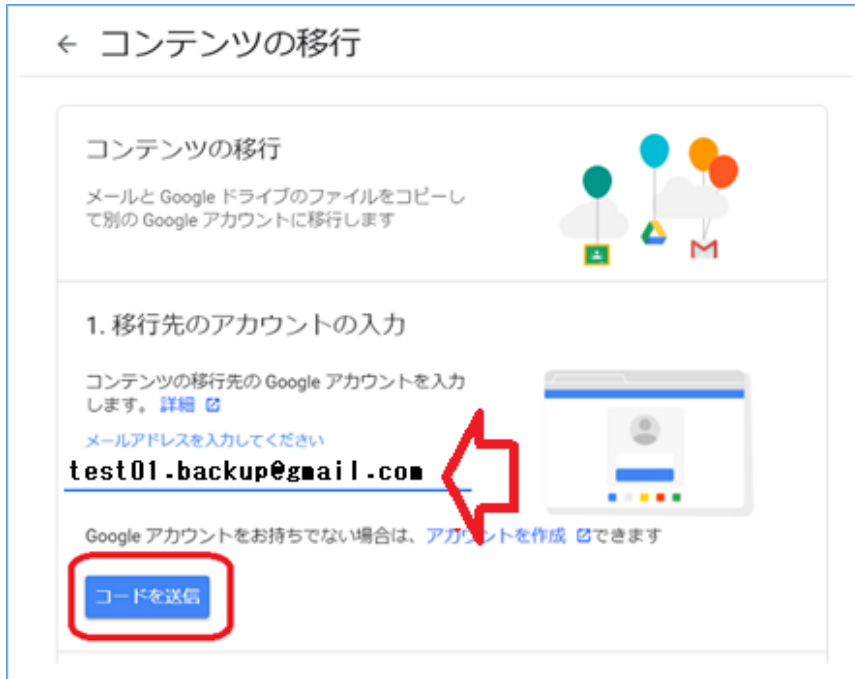 ← コンテンツの移行
コンテンツの移行
メールと Google ドライブのファイルをコピーし
て別の Google アカウントに移行します
1. 移行先のアカウントの入力
コンテンツの移行先の Google アカウントを入力
します。 詳細
メールアドレスを入力してください
test01.backup@gmail.com
Google アカウントをお持ちでない場合は、アカウントを作成 できます
コードを送信